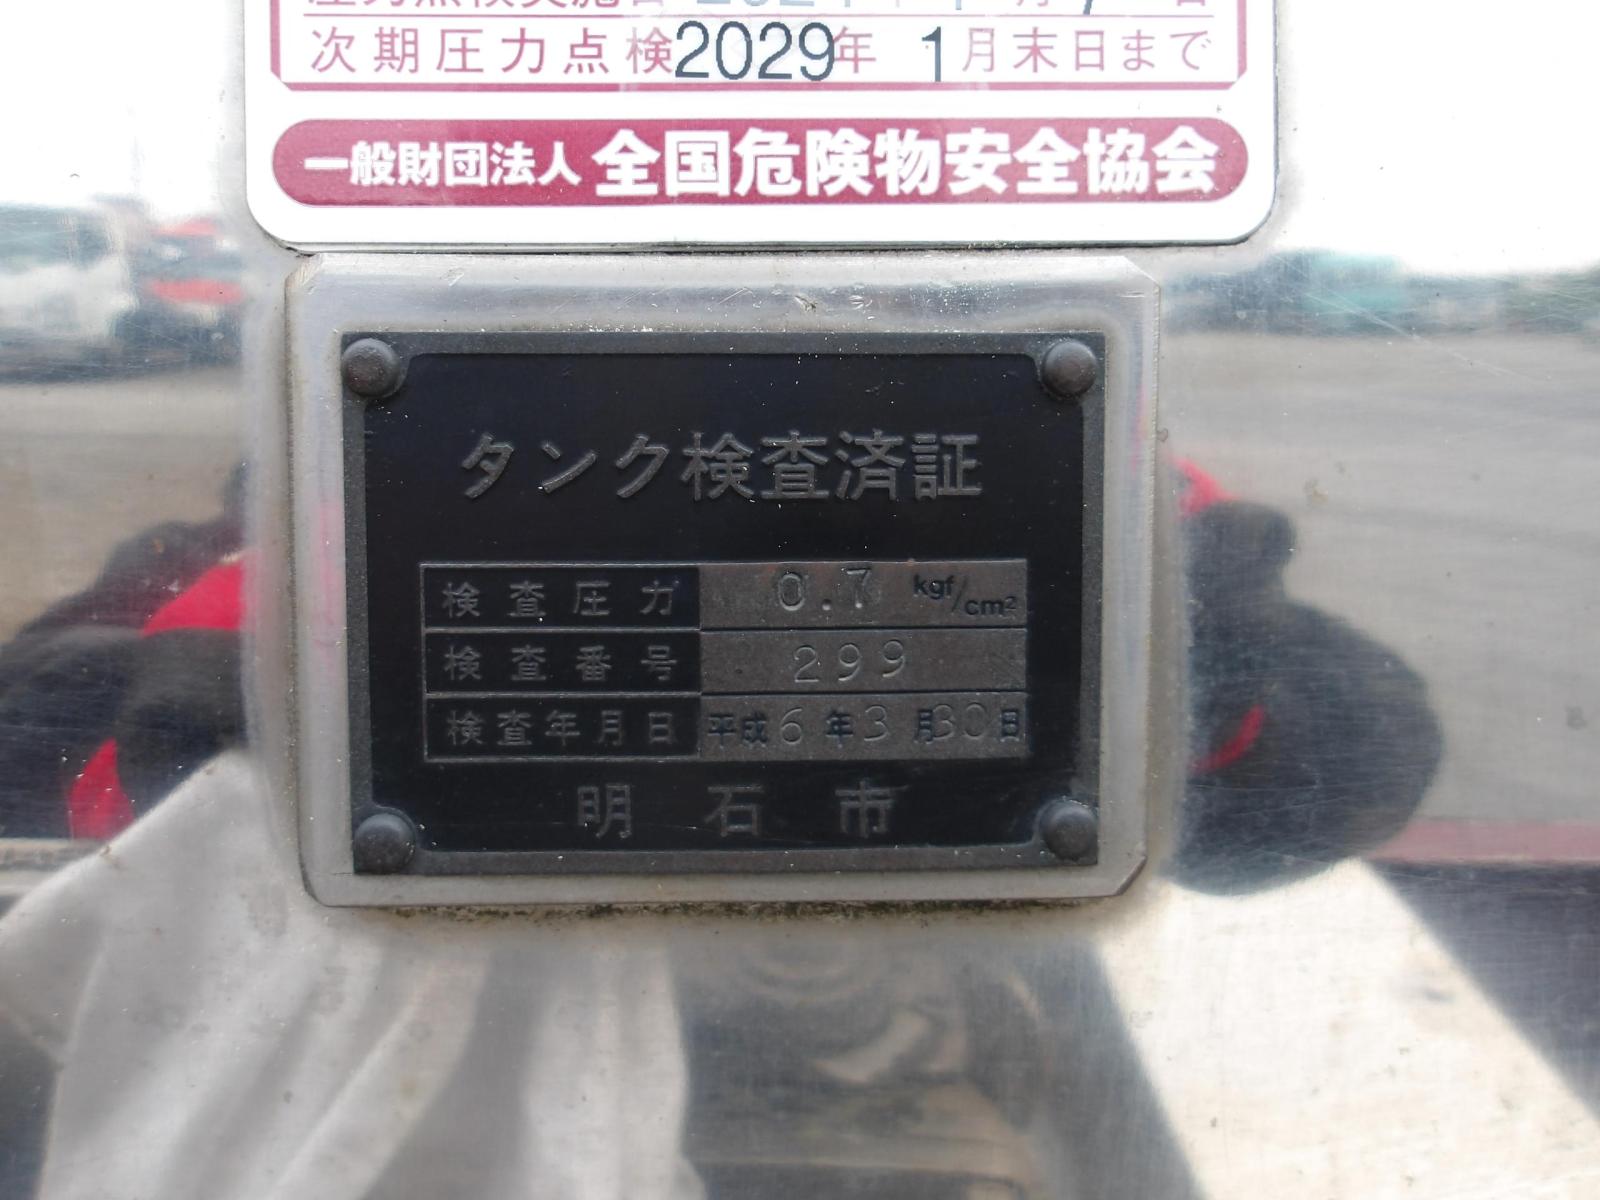 次期圧力点検2029年 1月末日まで
一般財団法人 全国危険物安全協会
タンク検査済証
検査圧力 0.7 kgf/cm²
検査番号 299
検査年月日 平成6年3月30日
明石市